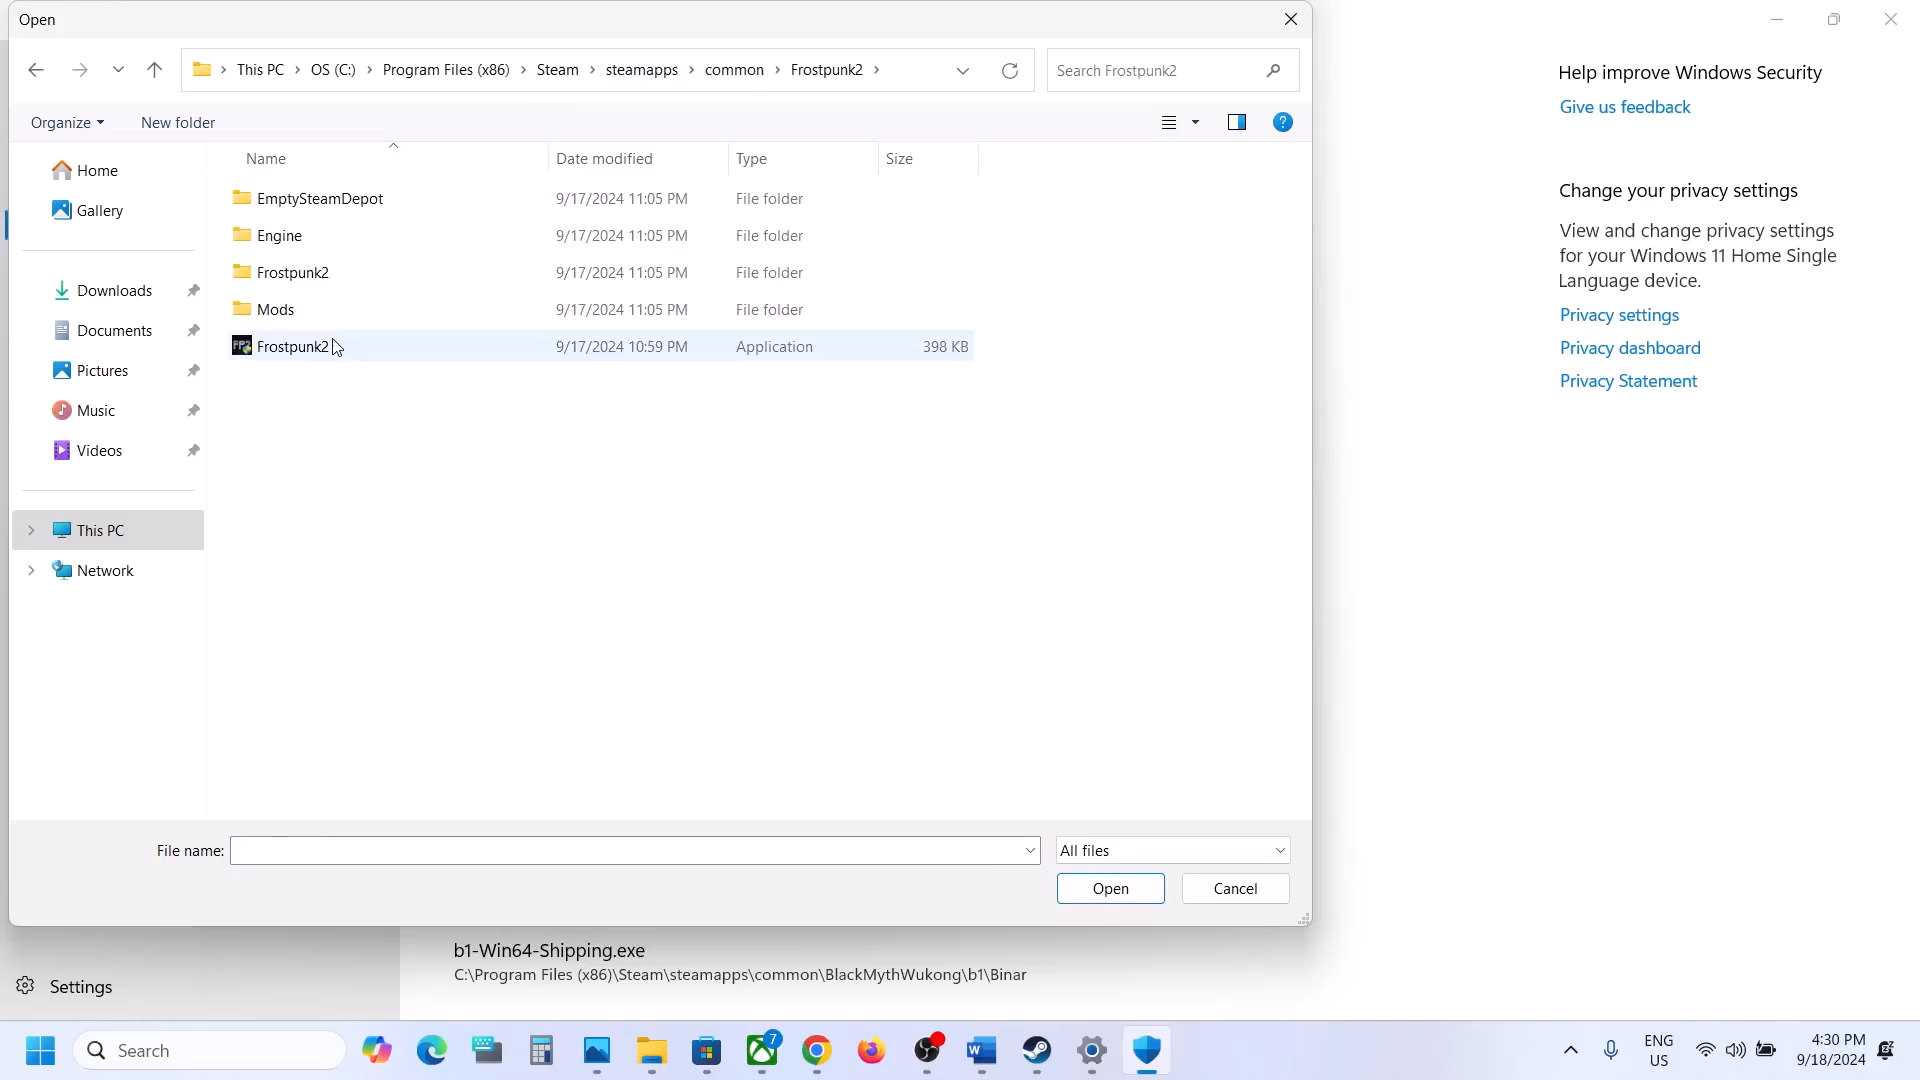 Open
This PC > OS (C:) > Program Files (x86) > Steam > steamapps > common > Frostpunk2 >
Search Frostpunk2
Organize
New folder
?
Home
Gallery
Downloads
Documents
Pictures
Music
Videos
This PC
Network
Name
Date modified
Type
Size
EmptySteamDepot
9/17/2024 11:05 PM
File folder
Engine
9/17/2024 11:05 PM
File folder
Frostpunk2
9/17/2024 11:05 PM
File folder
Mods
9/17/2024 11:05 PM
File folder
FP2
Frostpunk2
9/17/2024 10:59 PM
Application
398 KB
File name:
All files
Open
Cancel
Help improve Windows Security
Give us feedback
Change your privacy settings
View and change privacy settings
for your Windows 11 Home Single
Language device.
Privacy settings
Privacy dashboard
Privacy Statement
b1-Win64-Shipping.exe
C:\Program Files (x86)\Steam\steamapps\common\BlackMythWukong\b1\Binar
Settings
Search
7
ENG
US
4:30 PM
9/18/2024